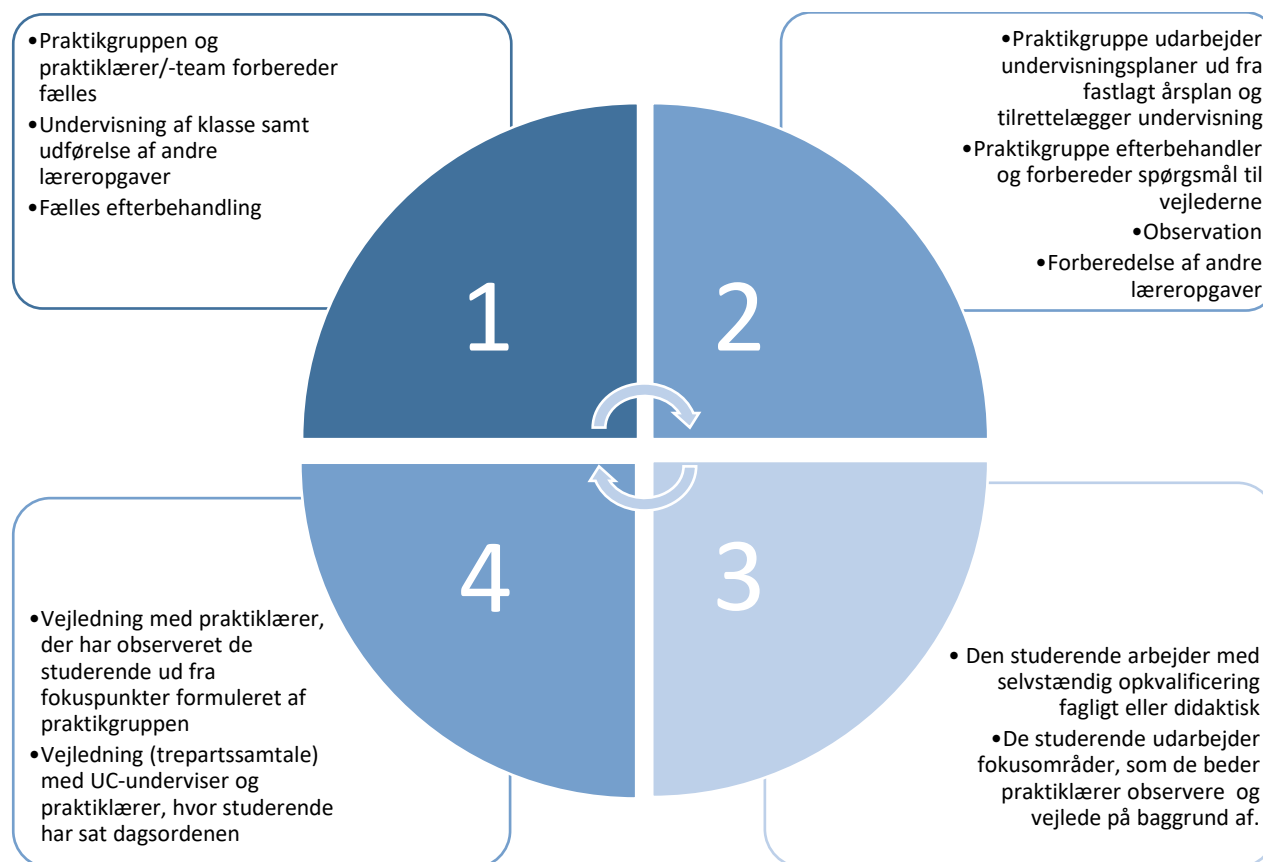 •Praktikgruppen og
praktiklærer/-team forbereder
fælles
•Undervisning af klasse samt
udførelse af andre
læreropgaver
•Fælles efterbehandling
1
•Praktikgruppe udarbejder
undervisningsplaner ud fra
fastlagt årsplan og
tilrettelægger undervisning
•Praktikgruppe efterbehandler
og forbereder spørgsmål til
vejlederne
•Observation
•Forberedelse af andre
læreropgaver
2
3
• Den studerende arbejder med
selvstændig opkvalificering
fagligt eller didaktisk
•De studerende udarbejder
fokusområder, som de beder
praktiklærer observere og
vejlede på baggrund af.
4
•Vejledning med praktiklærer,
der har observeret de
studerende ud fra
fokuspunkter formuleret af
praktikgruppen
•Vejledning (trepartssamtale)
med UC-underviser og
praktiklærer, hvor studerende
har sat dagsordenen